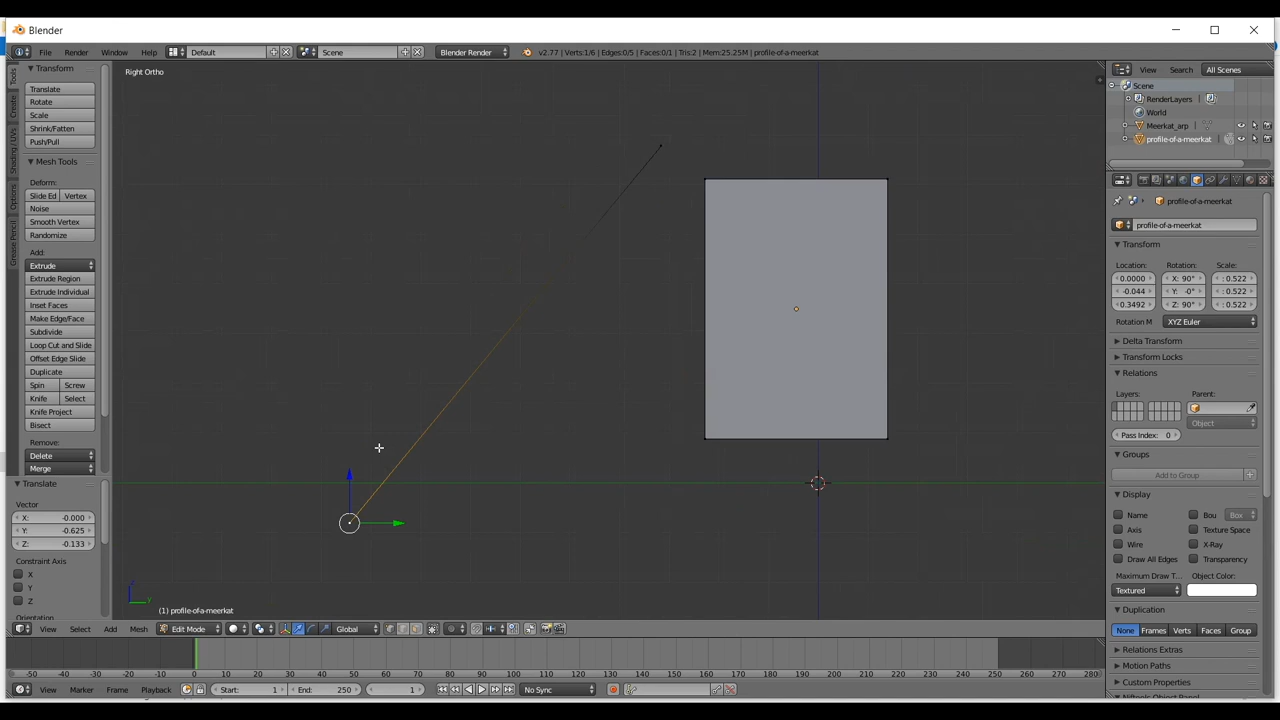 Blender
File Render Window Help Default Scene Blender Render v2.77 | Verts:1/6 | Edges:0/5 | Faces:0/1 | Tris:2 | Mem:25.25M | profile-of-a-meerkat
Transform
Translate
Rotate
Scale
Shrink/Fatten
Push/Pull
Mesh Tools
Deform:
Slide Ed Vertex
Noise
Smooth Vertex
Randomize
Add:
Extrude
Extrude Region
Extrude Individual
Inset Faces
Make Edge/Face
Subdivide
Loop Cut and Slide
Offset Edge Slide
Duplicate
Spin Screw
Knife Select
Knife Project
Bisect
Remove:
Delete
Merge
Translate
Vector
X: -0.000
Y: -0.625
Z: -0.133
Constraint Axis
X
Y
Z
Orientation
Tools
Create
Shading / UVs
Options
Grease Pencil
Right Ortho
(1) profile-of-a-meerkat
View Select Add Mesh Edit Mode Global
-50 -40 -30 -20 -10 0 10 20 30 40 50 60 70 80 90 100 110 120 130 140 150 160 170 180 190 200 210 220 230 240 250 260 270 280
View Marker Frame Playback Start: 1 End: 250 1 No Sync
View Search All Scenes
Scene
RenderLayers
World
Meerkat_arp
profile-of-a-meerkat
profile-of-a-meerkat
profile-of-a-meerkat
Transform
Location: Rotation: Scale:
0.0000 X: 90° : 0.522
-0.044 Y: -0° : 0.522
0.3492 Z: 90° : 0.522
Rotation M XYZ Euler
Delta Transform
Transform Locks
Relations
Layers: Parent:
Object
Pass Index: 0
Groups
Add to Group
Display
Name Bou Box
Axis Texture Space
Wire X-Ray
Draw All Edges Transparency
Maximum Draw T... Object Color:
Textured
Duplication
None Frames Verts Faces Group
Relations Extras
Motion Paths
Custom Properties